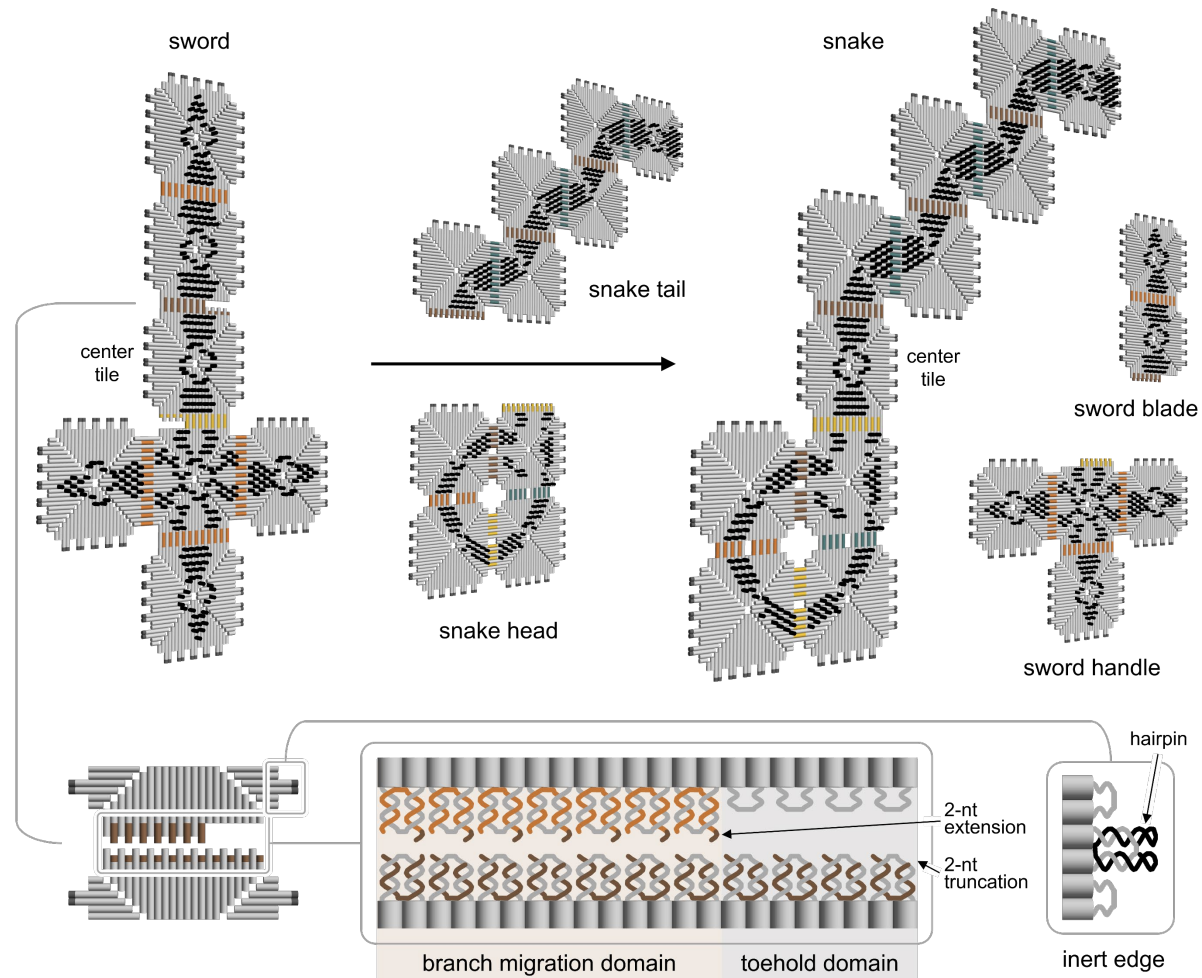 sword
snake
snake tail
center
tile
center
tile
sword blade
snake head
sword handle
hairpin
2-nt
extension
2-nt
truncation
branch migration domain
toehold domain
inert edge